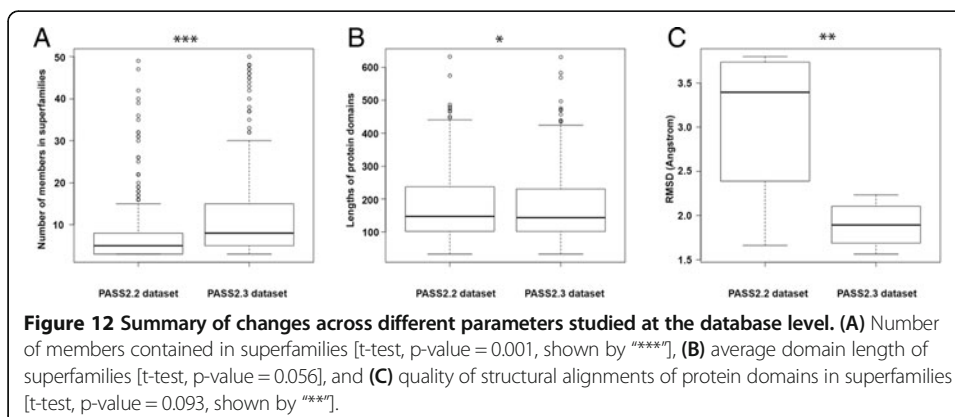 A
***
Number of members in superfamilies
50
30
10
PASS2.2 dataset
PASS2.3 dataset
B
*
Lengths of protein domains
600
500
400
300
200
100
PASS2.2 dataset
PASS2.3 dataset
C
**
RMSD (Angstrom)
3.5
3.0
2.5
2.0
1.5
PASS2.2 dataset
PASS2.3 dataset
Figure 12 Summary of changes across different parameters studied at the database level. (A) Number
of members contained in superfamilies [t-test, p-value = 0.001, shown by “***”], (B) average domain length of
superfamilies [t-test, p-value = 0.056], and (C) quality of structural alignments of protein domains in superfamilies
[t-test, p-value = 0.093, shown by “**”].